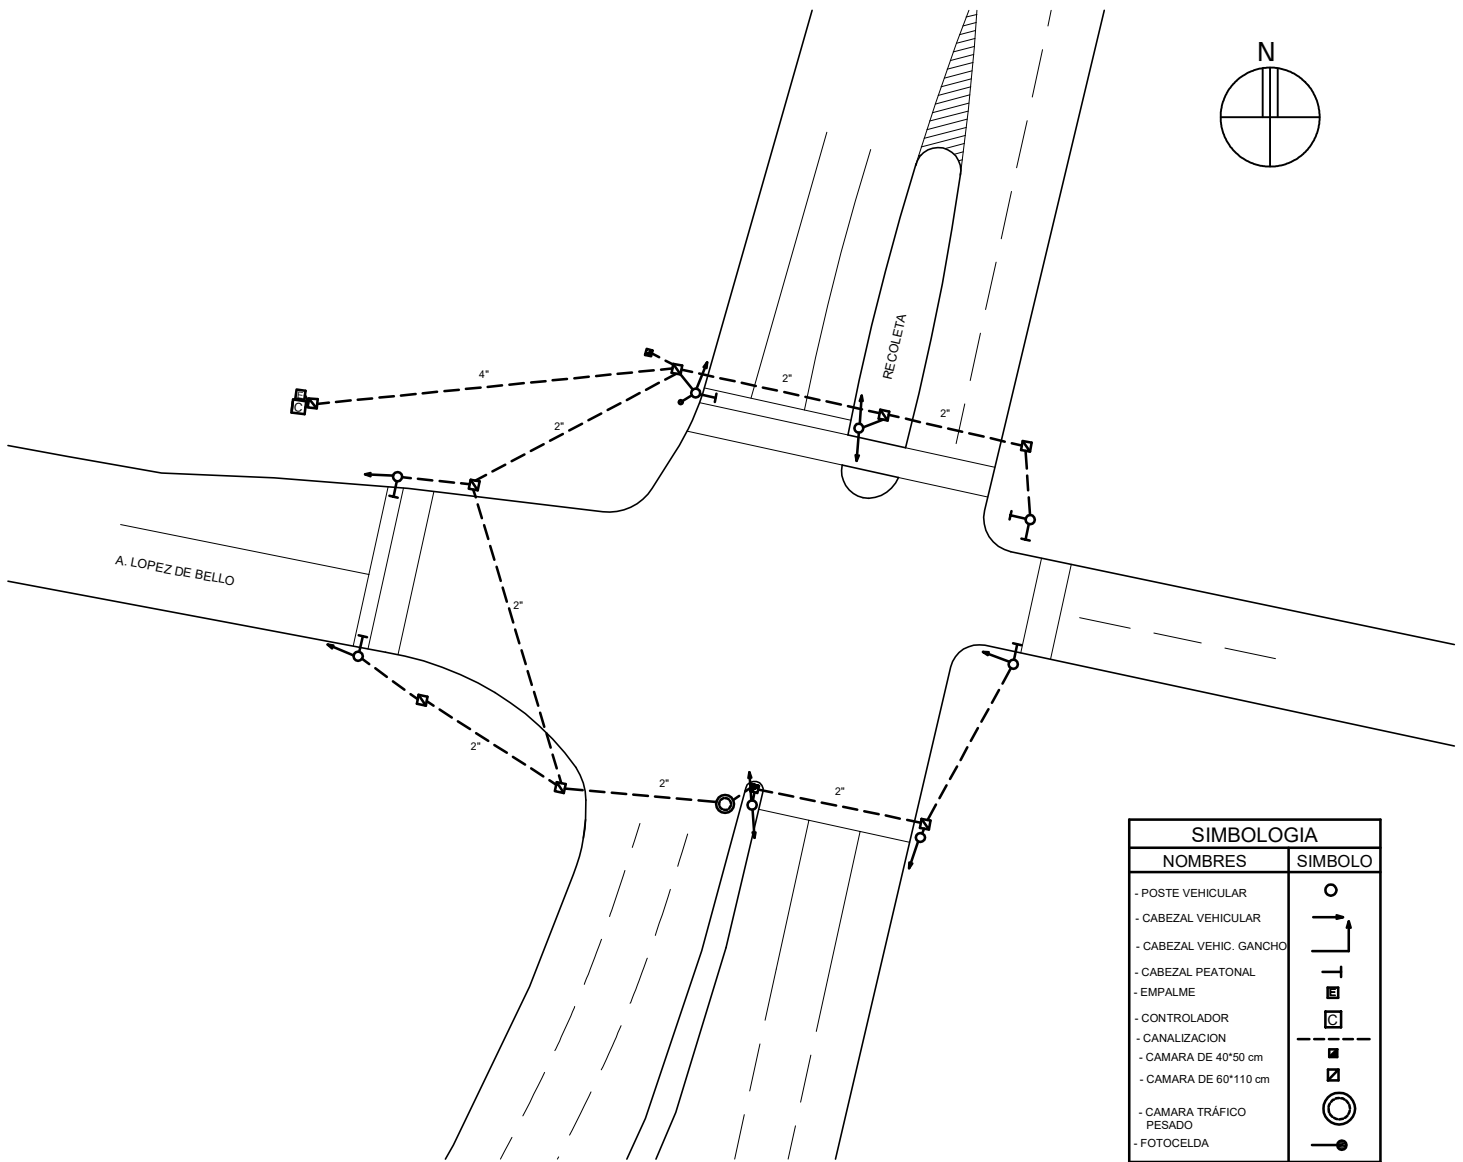 N
RECOLETA
4"
2"
2"
2"
E
C
A. LOPEZ DE BELLO
2"
2"
2"
2"
SIMBOLOGIA
NOMBRES SIMBOLO
- POSTE VEHICULAR
- CABEZAL VEHICULAR
- CABEZAL VEHIC. GANCHO
- CABEZAL PEATONAL
- EMPALME E
- CONTROLADOR C
- CANALIZACION
- CAMARA DE 40*50 cm
- CAMARA DE 60*110 cm
- CAMARA TRÁFICO
PESADO
- FOTOCELDA